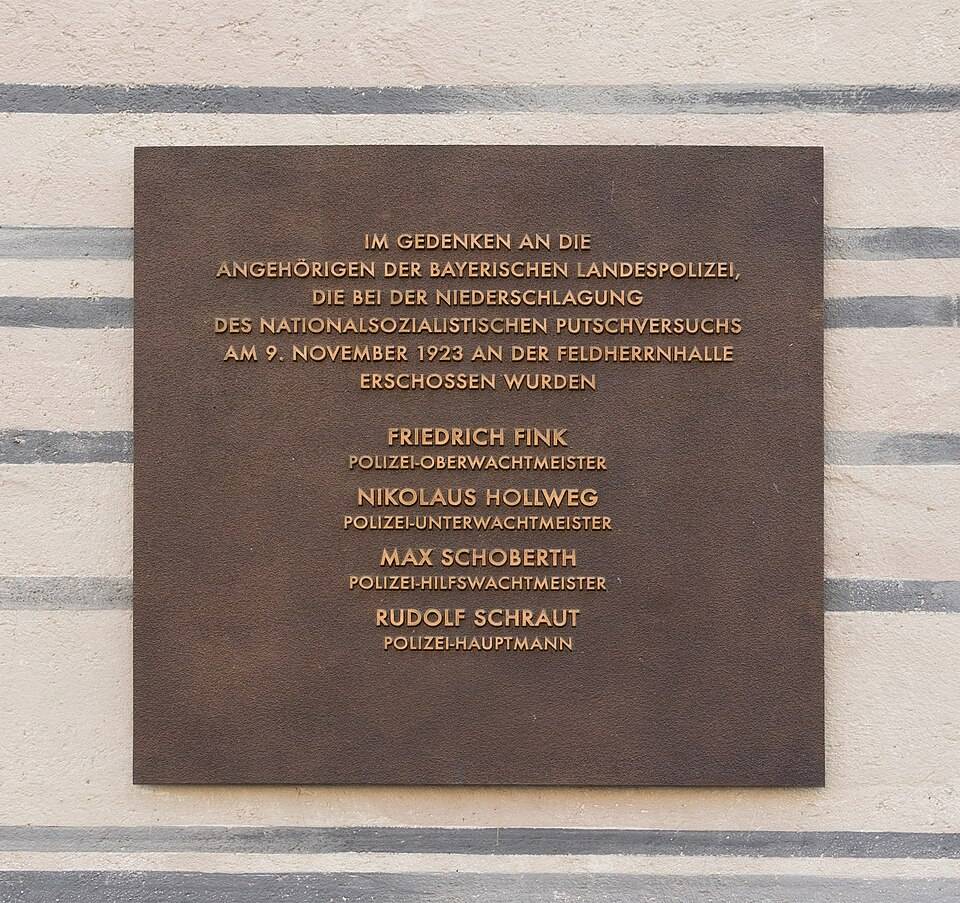 IM GEDENKEN AN DIE
ANGEHÖRIGEN DER BAYERISCHEN LANDESPOLIZEI,
DIE BEI DER NIEDERSCHLAGUNG
DES NATIONALSOZIALISTISCHEN PUTSCHVERSUCHS
AM 9. NOVEMBER 1923 AN DER FELDHERRNHALLE
ERSCHOSSEN WURDEN
FRIEDRICH FINK
POLIZEI-OBERWACHTMEISTER
NIKOLAUS HOLLWEG
POLIZEI-UNTERWACHTMEISTER
MAX SCHOBERTH
POLIZEI-HILFSWACHTMEISTER
RUDOLF SCHRAUT
POLIZEI-HAUPTMANN